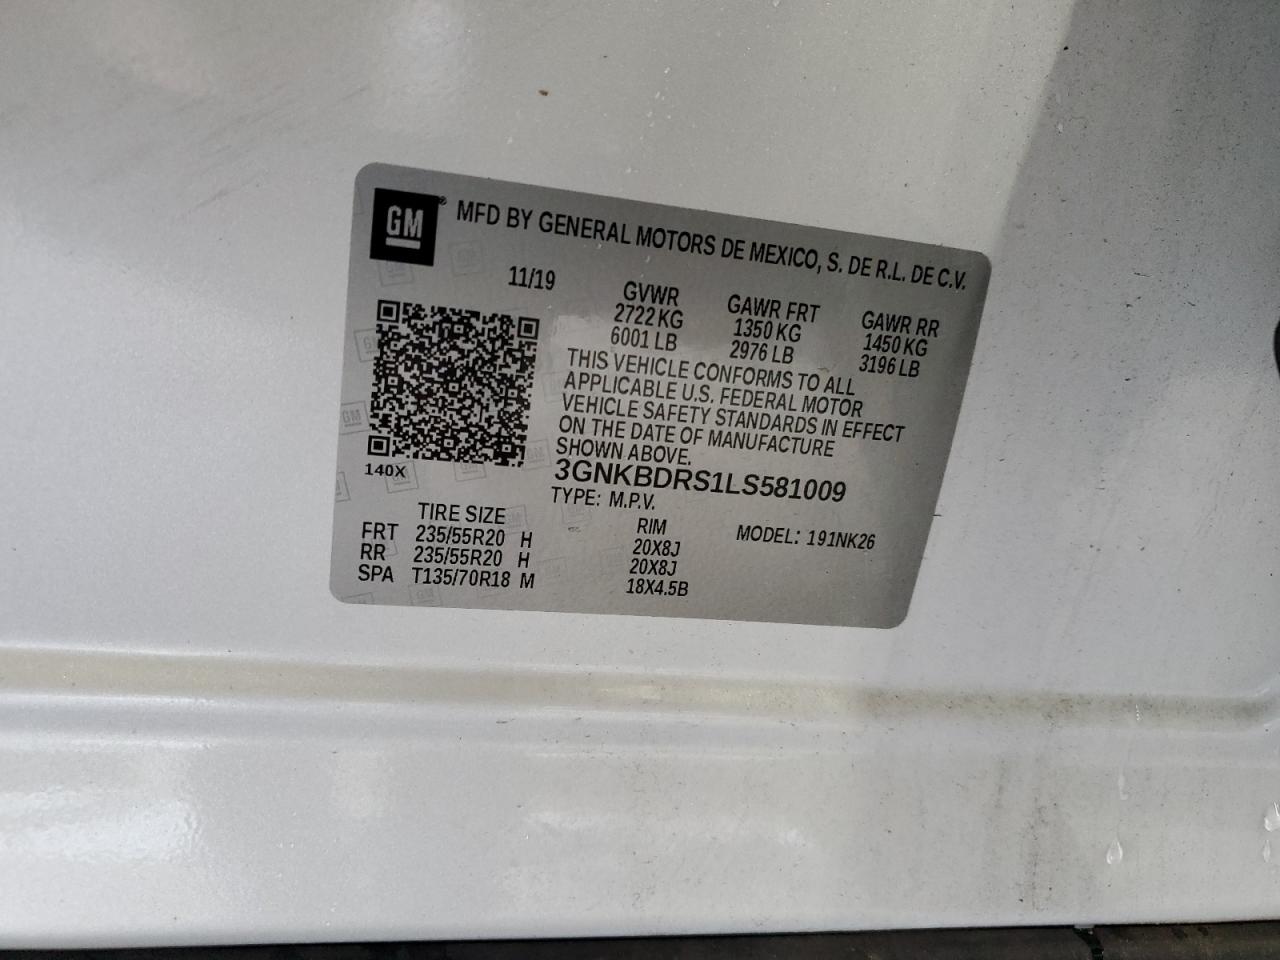 GM® MFD BY GENERAL MOTORS DE MEXICO, S. DE R.L. DE C.V.
11/19 GVWR GAWR FRT GAWR RR
2722 KG 1350 KG 1450 KG
6001 LB 2976 LB 3196 LB
THIS VEHICLE CONFORMS TO ALL
APPLICABLE U.S. FEDERAL MOTOR
VEHICLE SAFETY STANDARDS IN EFFECT
ON THE DATE OF MANUFACTURE
SHOWN ABOVE.
140X 3GNKBDRS1LS581009
TYPE: M.P.V.
TIRE SIZE RIM MODEL: 191NK26
FRT 235/55R20 H 20X8J
RR 235/55R20 H 20X8J
SPA T135/70R18 M 18X4.5B